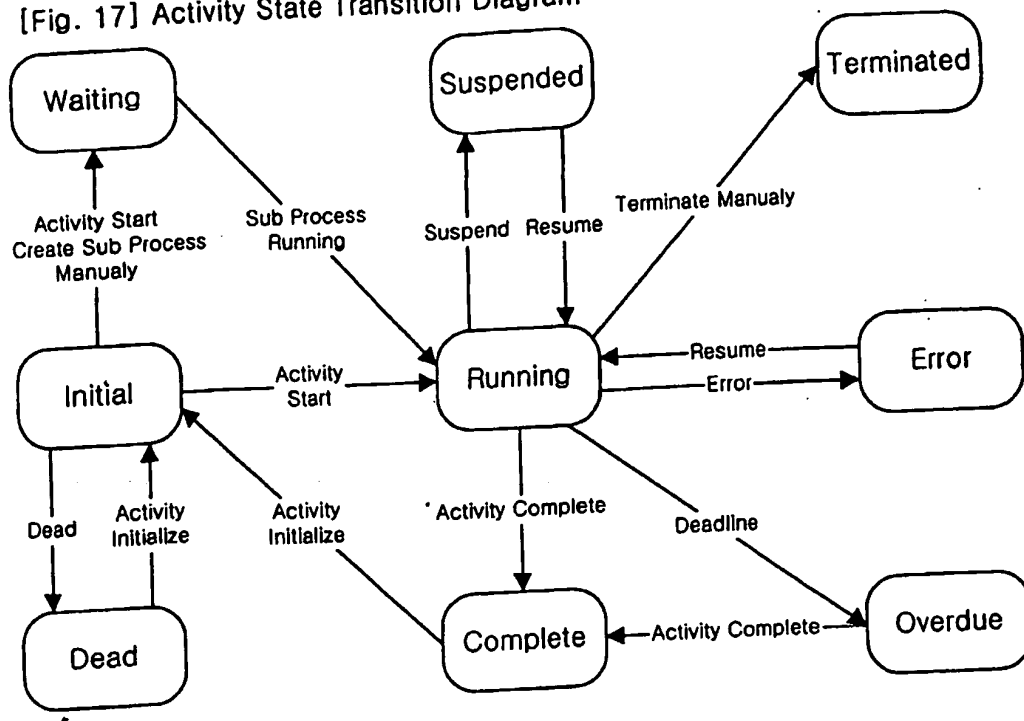 [Fig. 17] Activity State Transition Diagram
Waiting
Suspended
Terminated
Activity Start
Create Sub Process
Manualy
Sub Process
Running
Suspend
Resume
Terminate Manualy
Initial
Activity
Start
Running
Resume
Error
Error
Dead
Activity
Initialize
Activity
Initialize
Activity Complete
Deadline
Dead
Complete
Activity Complete
Overdue